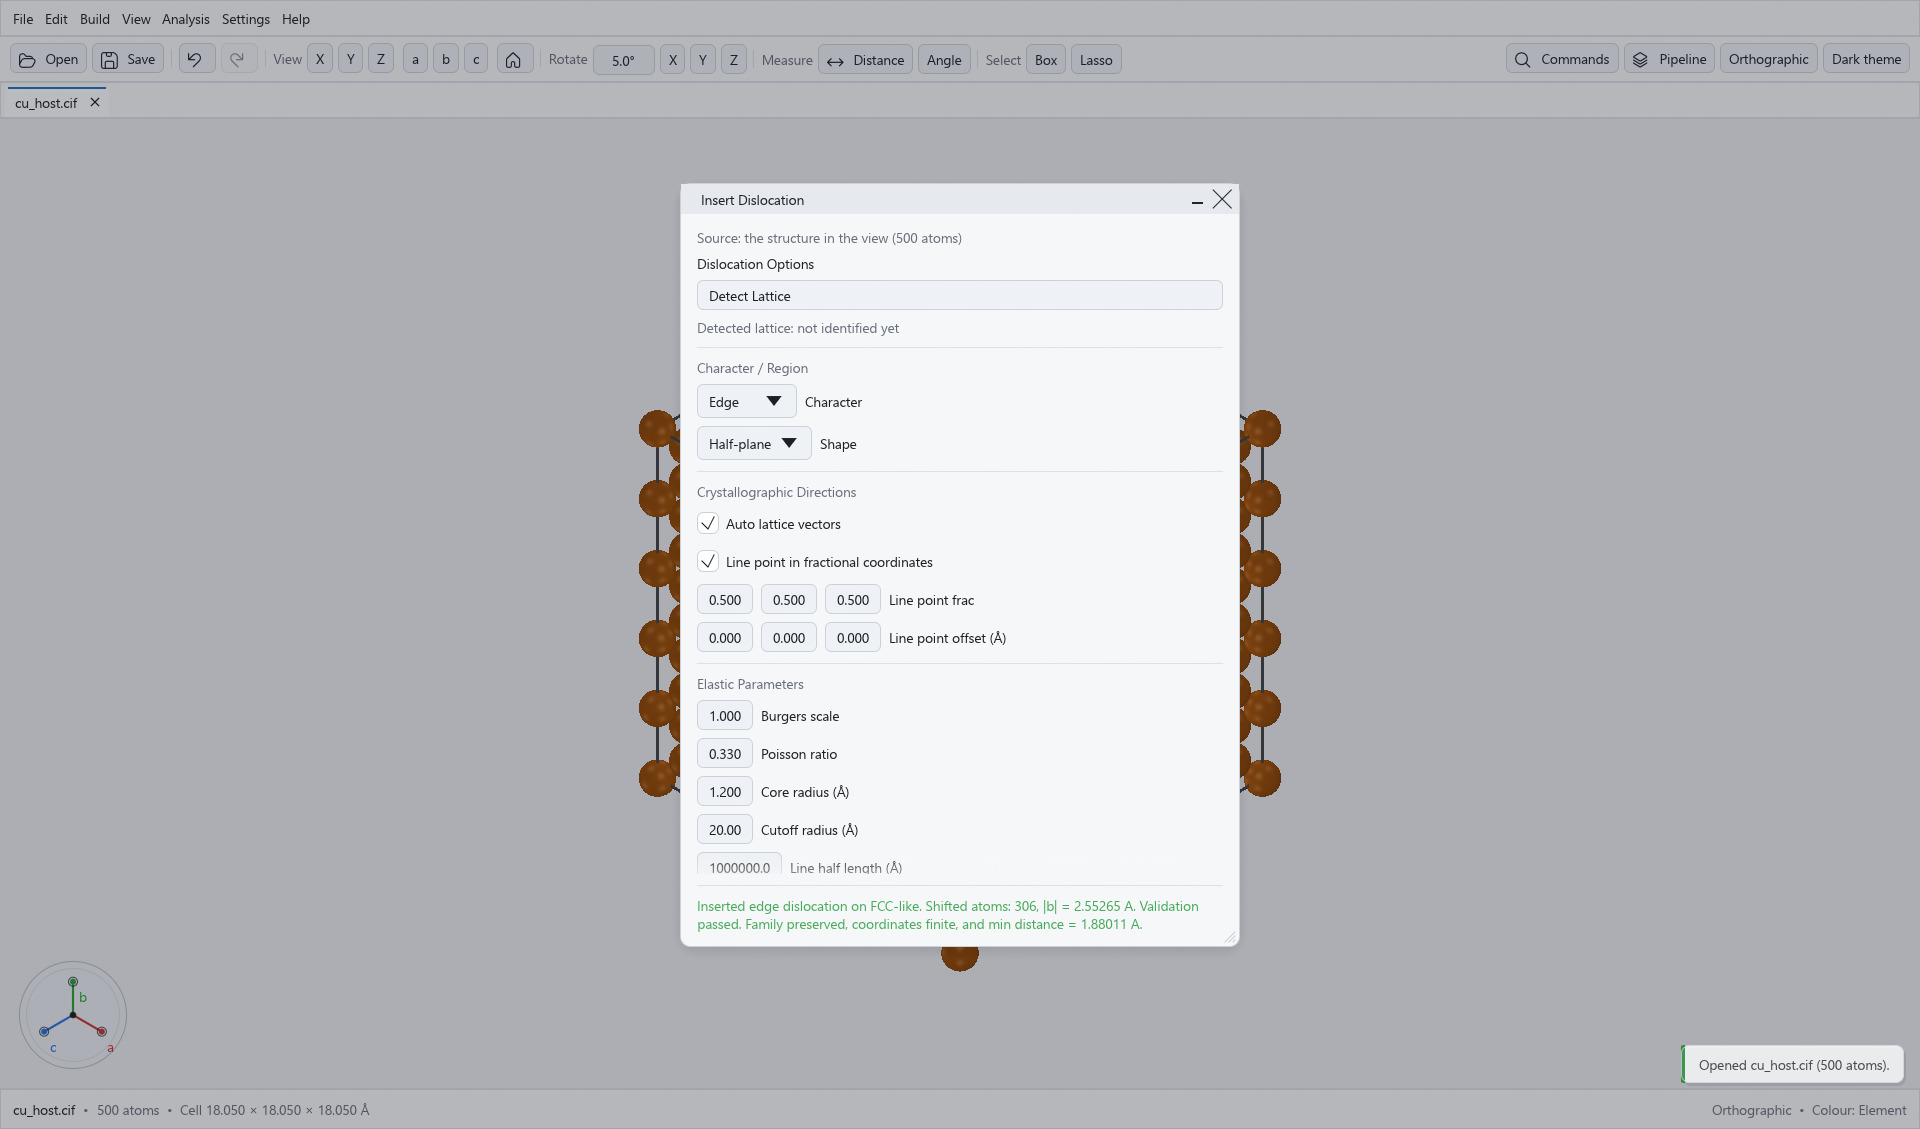 File Edit Build View Analysis Settings Help
Open Save View X Y Z a b c Rotate 5.0° X Y Z Measure Distance Angle Select Box Lasso Commands Pipeline Orthographic Dark theme
cu_host.cif
Insert Dislocation
Source: the structure in the view (500 atoms)
Dislocation Options
Detect Lattice
Detected lattice: not identified yet
Character / Region
Edge Character
Half-plane Shape
Crystallographic Directions
Auto lattice vectors
Line point in fractional coordinates
0.500 0.500 0.500 Line point frac
0.000 0.000 0.000 Line point offset (Å)
Elastic Parameters
1.000 Burgers scale
0.330 Poisson ratio
1.200 Core radius (Å)
20.00 Cutoff radius (Å)
1000000.0 Line half length (Å)
Inserted edge dislocation on FCC-like. Shifted atoms: 306, |b| = 2.55265 A. Validation
passed. Family preserved, coordinates finite, and min distance = 1.88011 A.
b
c a
Opened cu_host.cif (500 atoms).
cu_host.cif • 500 atoms • Cell 18.050 × 18.050 × 18.050 Å Orthographic • Colour: Element